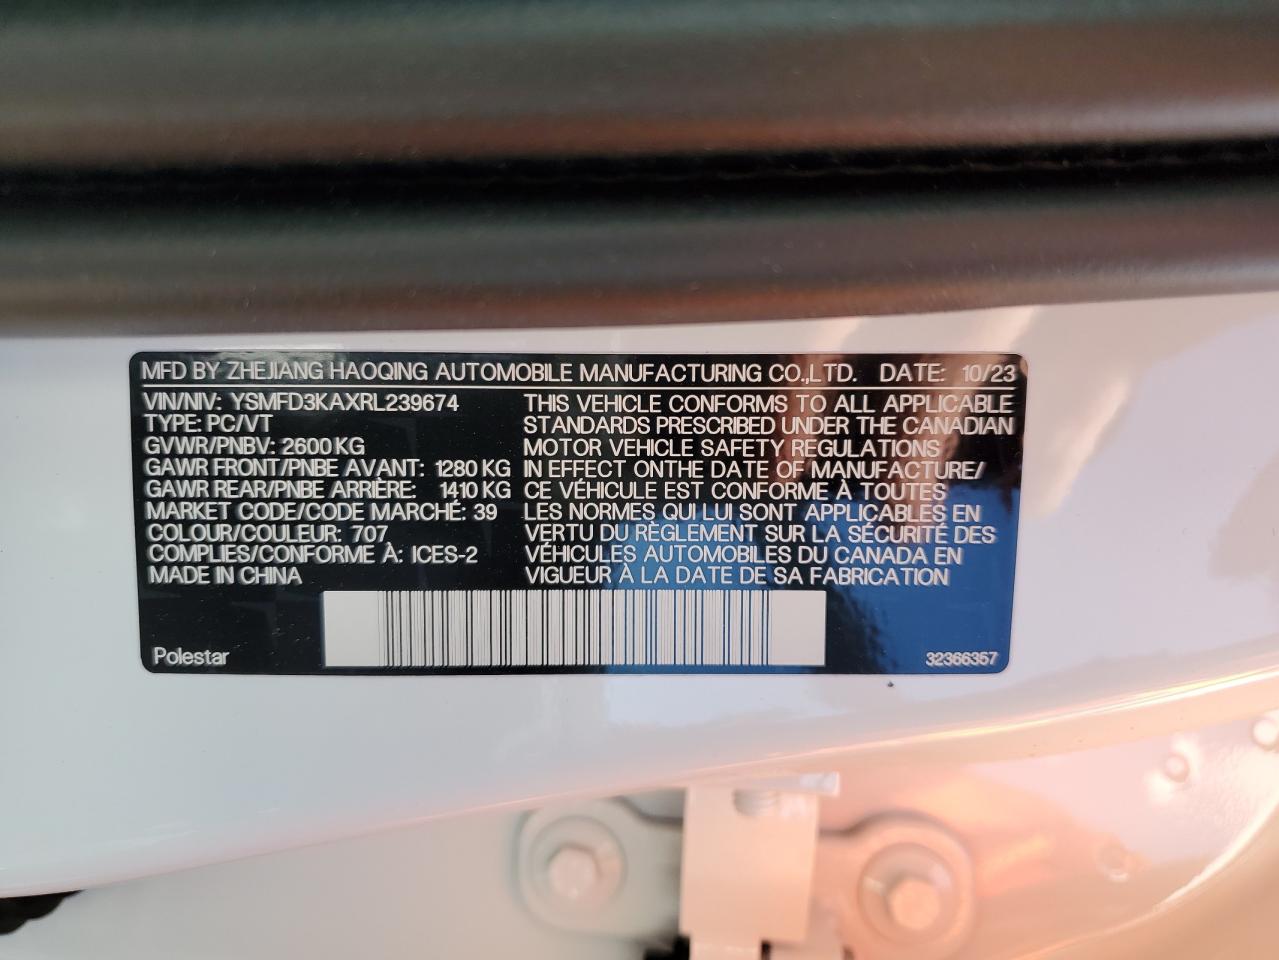 MFD BY ZHEJIANG HAOQING AUTOMOBILE MANUFACTURING CO.,LTD. DATE: 10/23
VIN/NIV: YSMFD3KAXRL239674
TYPE: PC/VT
GVWR/PNBV: 2600 KG
GAWR FRONT/PNBE AVANT: 1280 KG
GAWR REAR/PNBE ARRIÈRE: 1410 KG
MARKET CODE/CODE MARCHÉ: 39
COLOUR/COULEUR: 707
COMPLIES/CONFORME À: ICES-2
MADE IN CHINA
THIS VEHICLE CONFORMS TO ALL APPLICABLE
STANDARDS PRESCRIBED UNDER THE CANADIAN
MOTOR VEHICLE SAFETY REGULATIONS
IN EFFECT ON THE DATE OF MANUFACTURE/
CE VÉHICULE EST CONFORME À TOUTES
LES NORMES QUI LUI SONT APPLICABLES EN
VERTU DU RÈGLEMENT SUR LA SÉCURITÉ DES
VÉHICULES AUTOMOBILES DU CANADA EN
VIGUEUR À LA DATE DE SA FABRICATION
Polestar
32366357